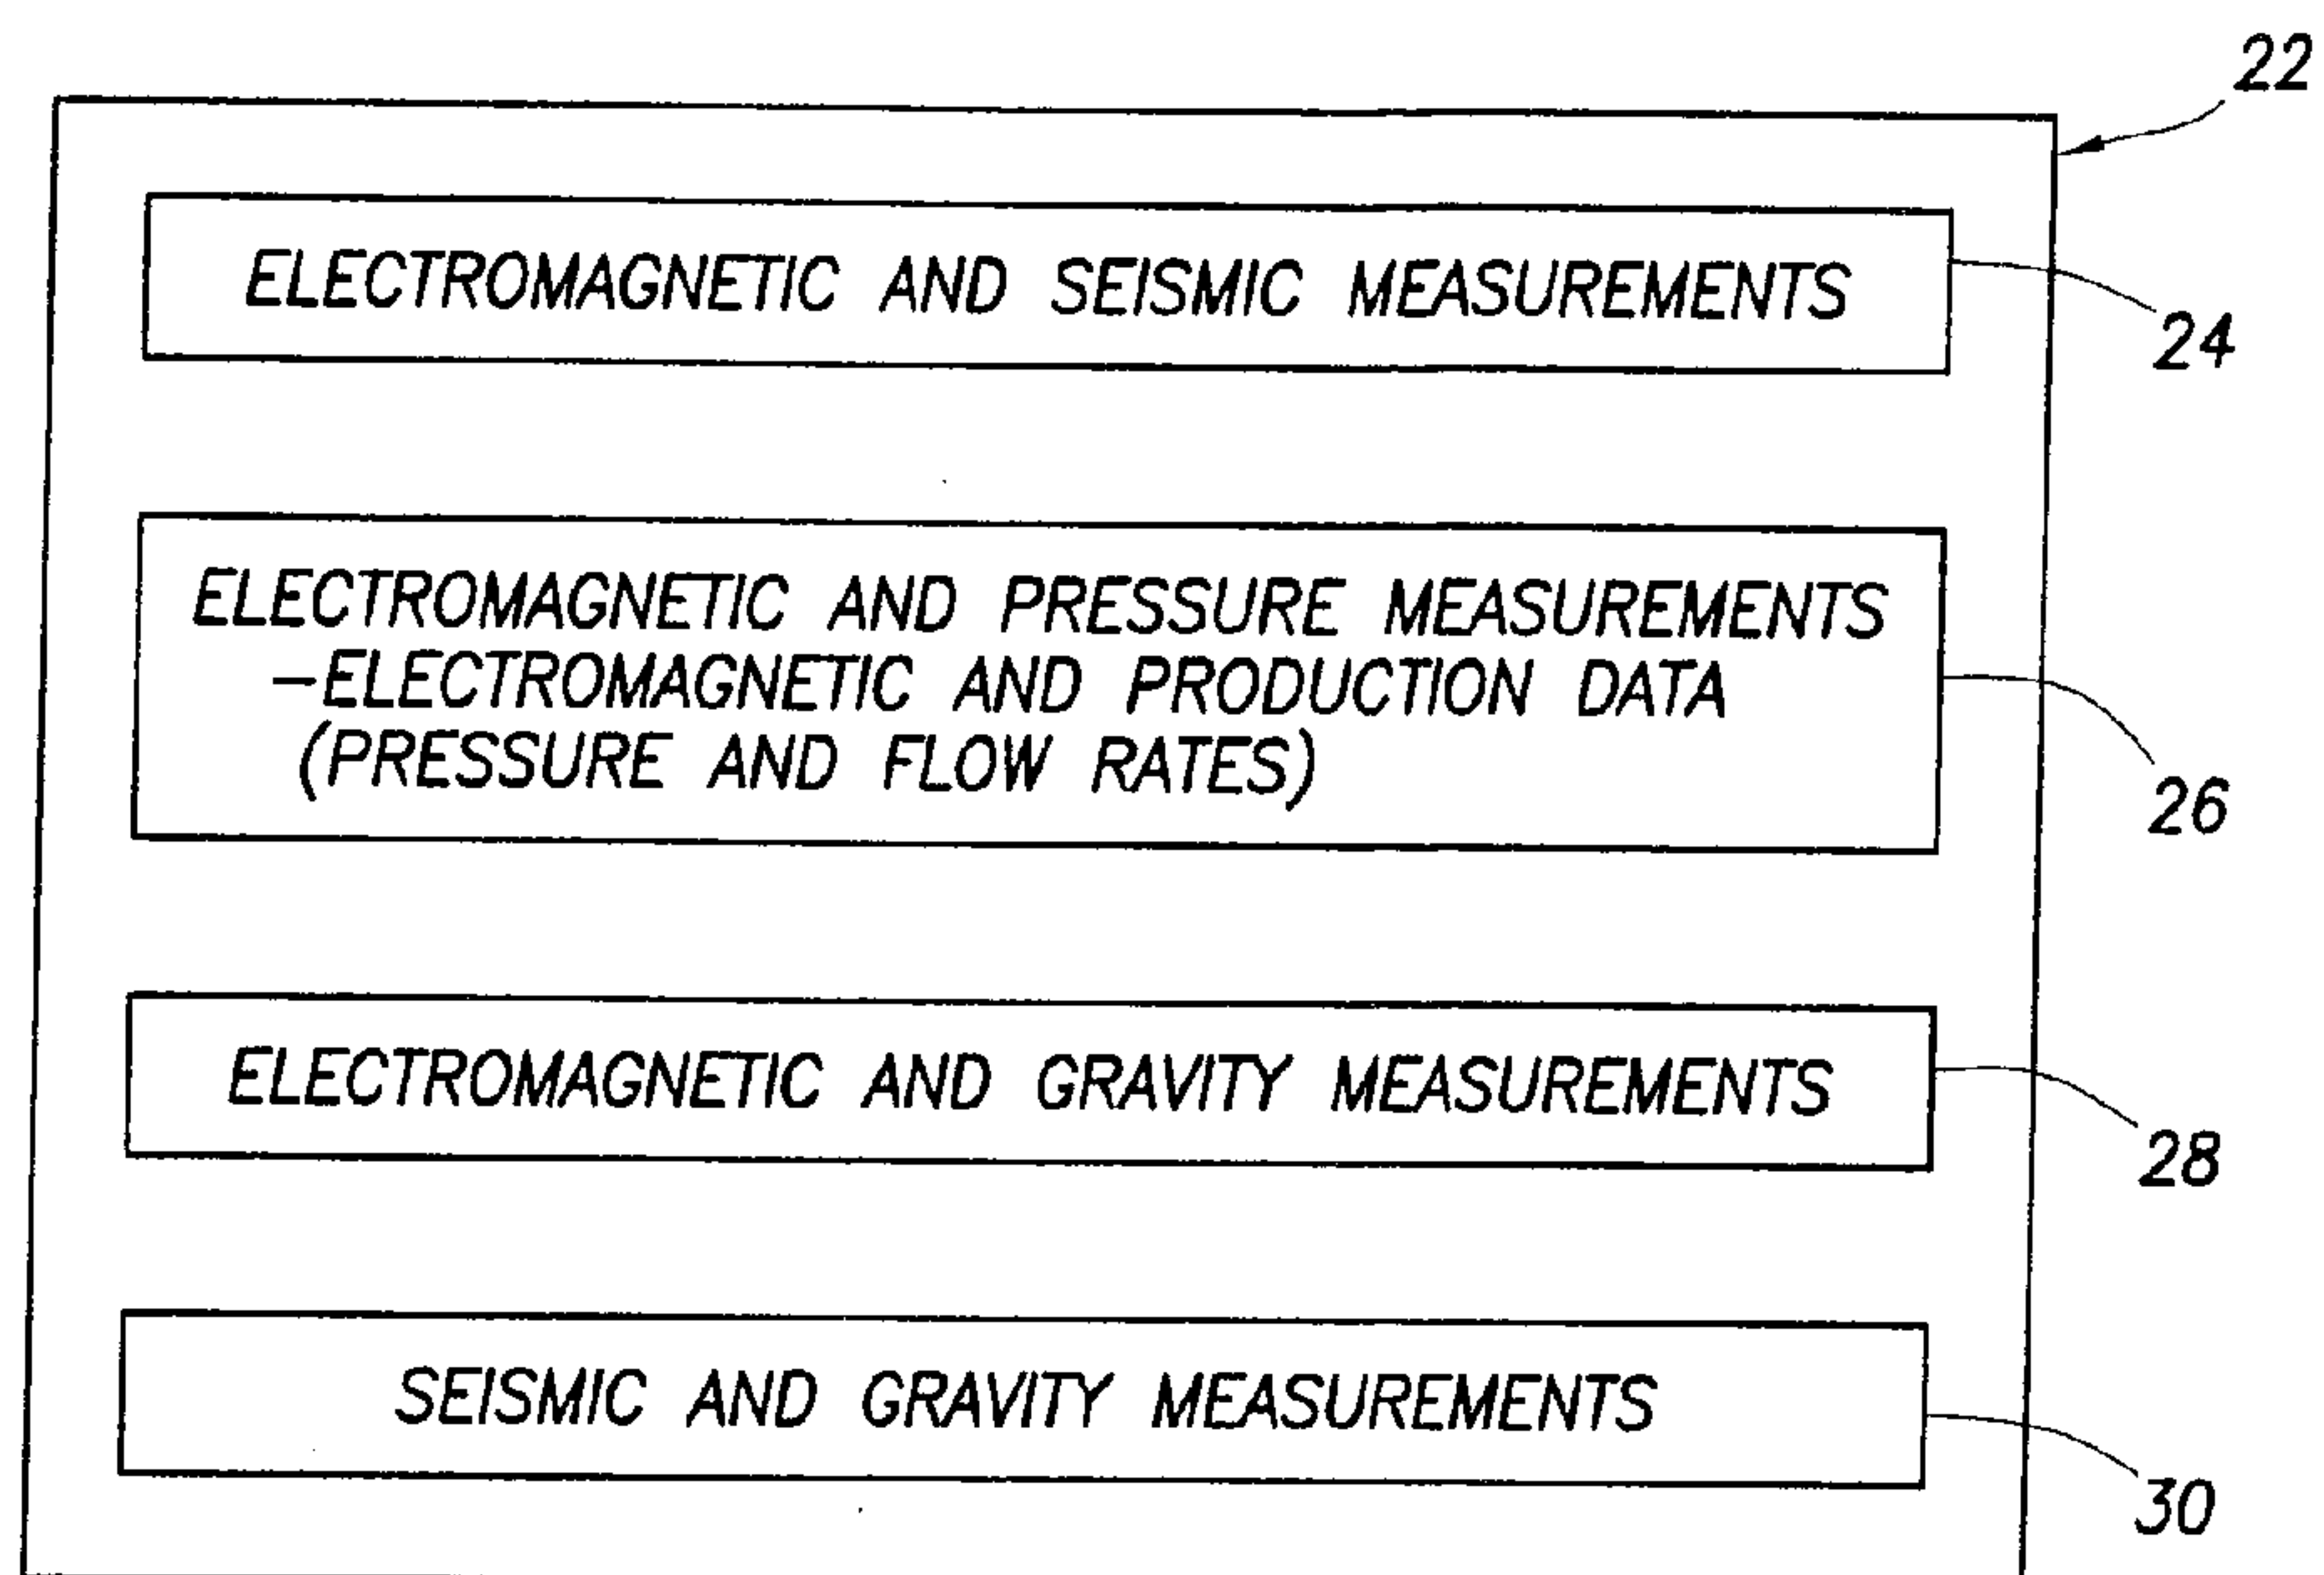 22
ELECTROMAGNETIC AND SEISMIC MEASUREMENTS
24
ELECTROMAGNETIC AND PRESSURE MEASUREMENTS
—ELECTROMAGNETIC AND PRODUCTION DATA
(PRESSURE AND FLOW RATES)
26
ELECTROMAGNETIC AND GRAVITY MEASUREMENTS
28
SEISMIC AND GRAVITY MEASUREMENTS
30